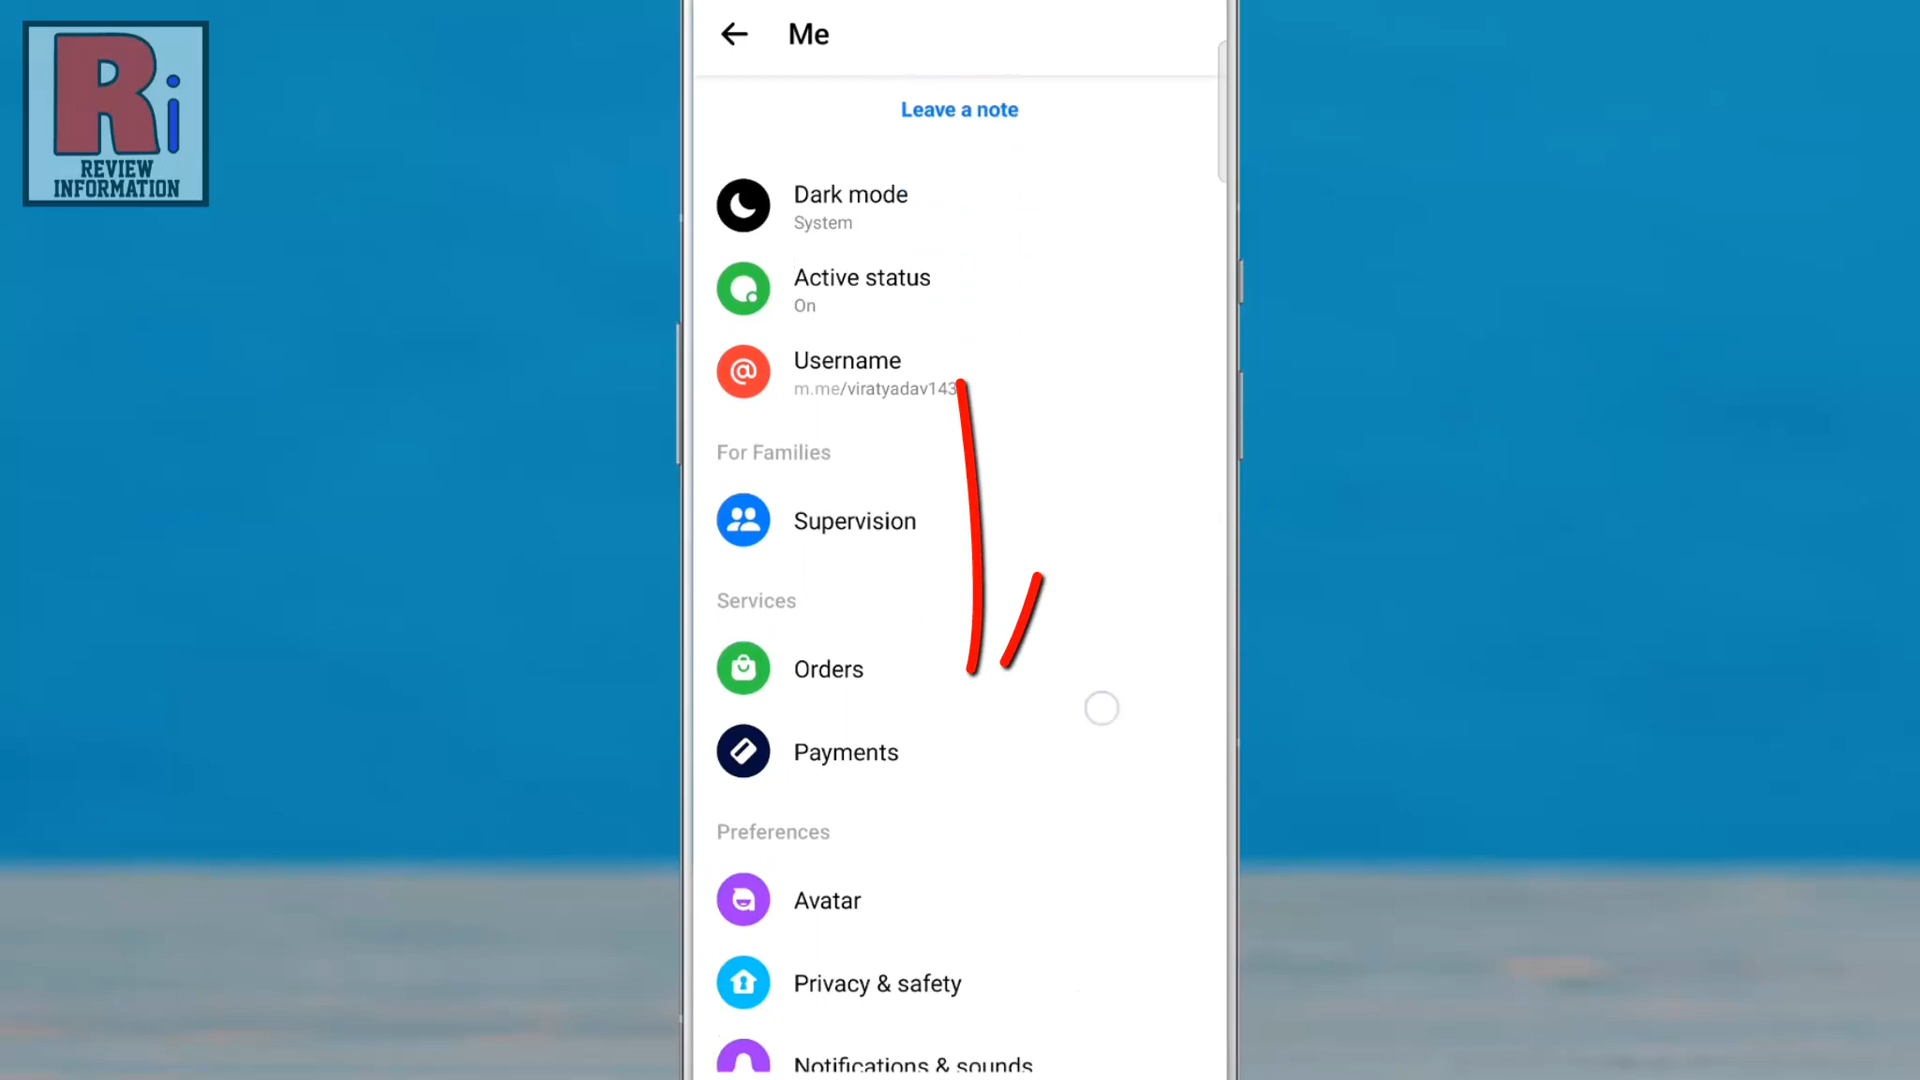 Ri
REVIEW
INFORMATION
Me
Leave a note
Dark mode
System
Active status
On
Username
m.me/viratyadav143
For Families
Supervision
Services
Orders
Payments
Preferences
Avatar
Privacy & safety
Notifications & sounds